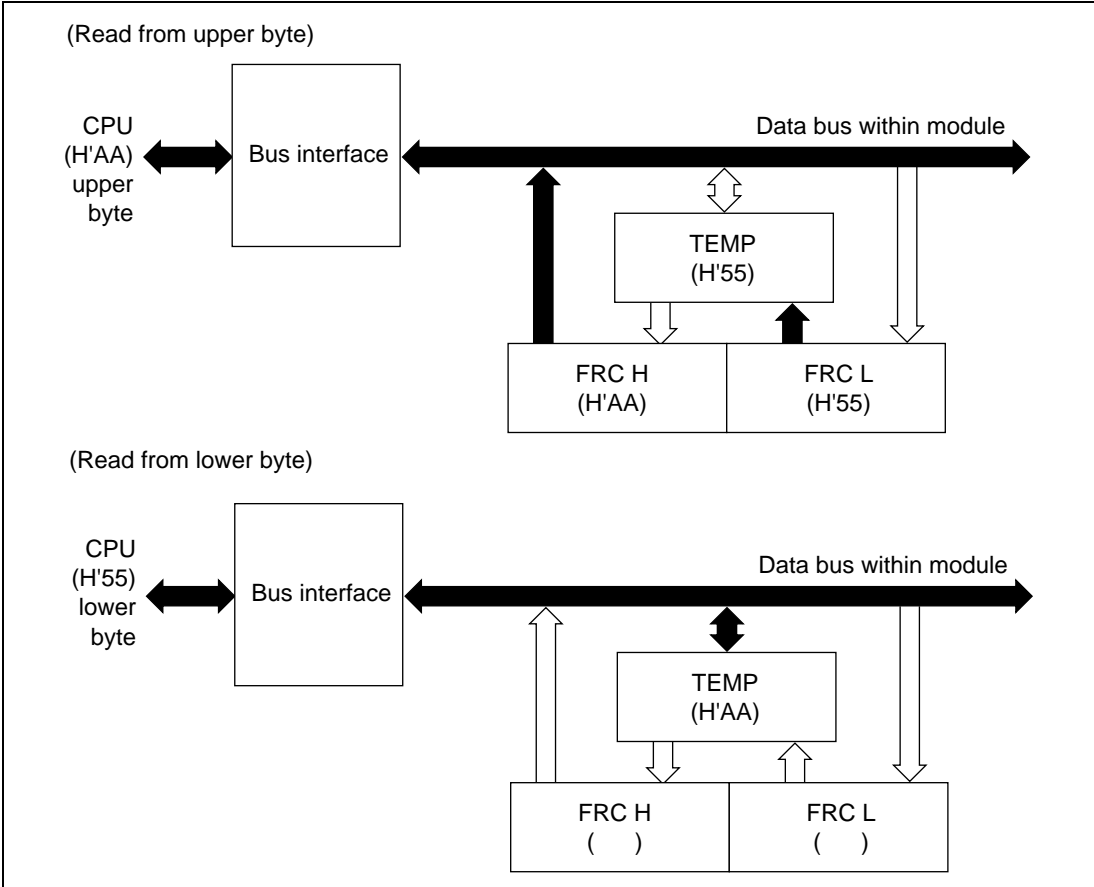 (Read from upper byte)
CPU
(H'AA)
upper
byte
Bus interface
Data bus within module
TEMP
(H'55)
FRC H
(H'AA)
FRC L
(H'55)
(Read from lower byte)
CPU
(H'55)
lower
byte
Bus interface
Data bus within module
TEMP
(H'AA)
FRC H
( )
FRC L
( )